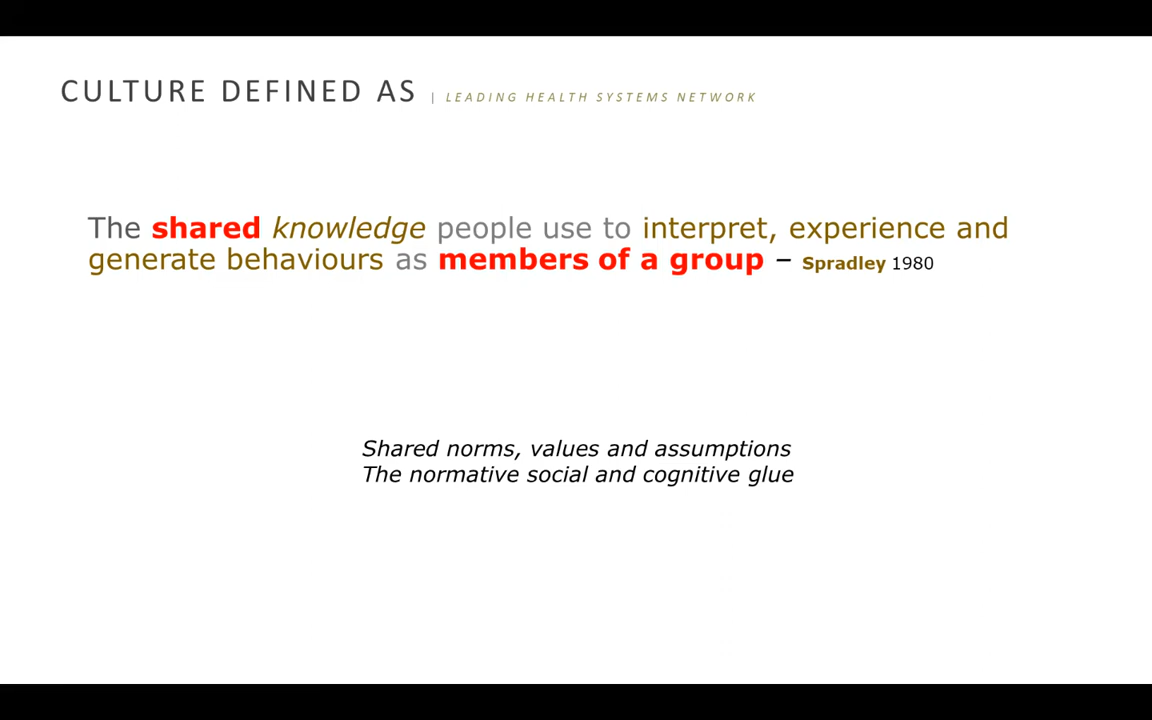 CULTURE DEFINED AS | LEADING HEALTH SYSTEMS NETWORK
The shared knowledge people use to interpret, experience and
generate behaviours as members of a group – Spradley 1980
Shared norms, values and assumptions
The normative social and cognitive glue